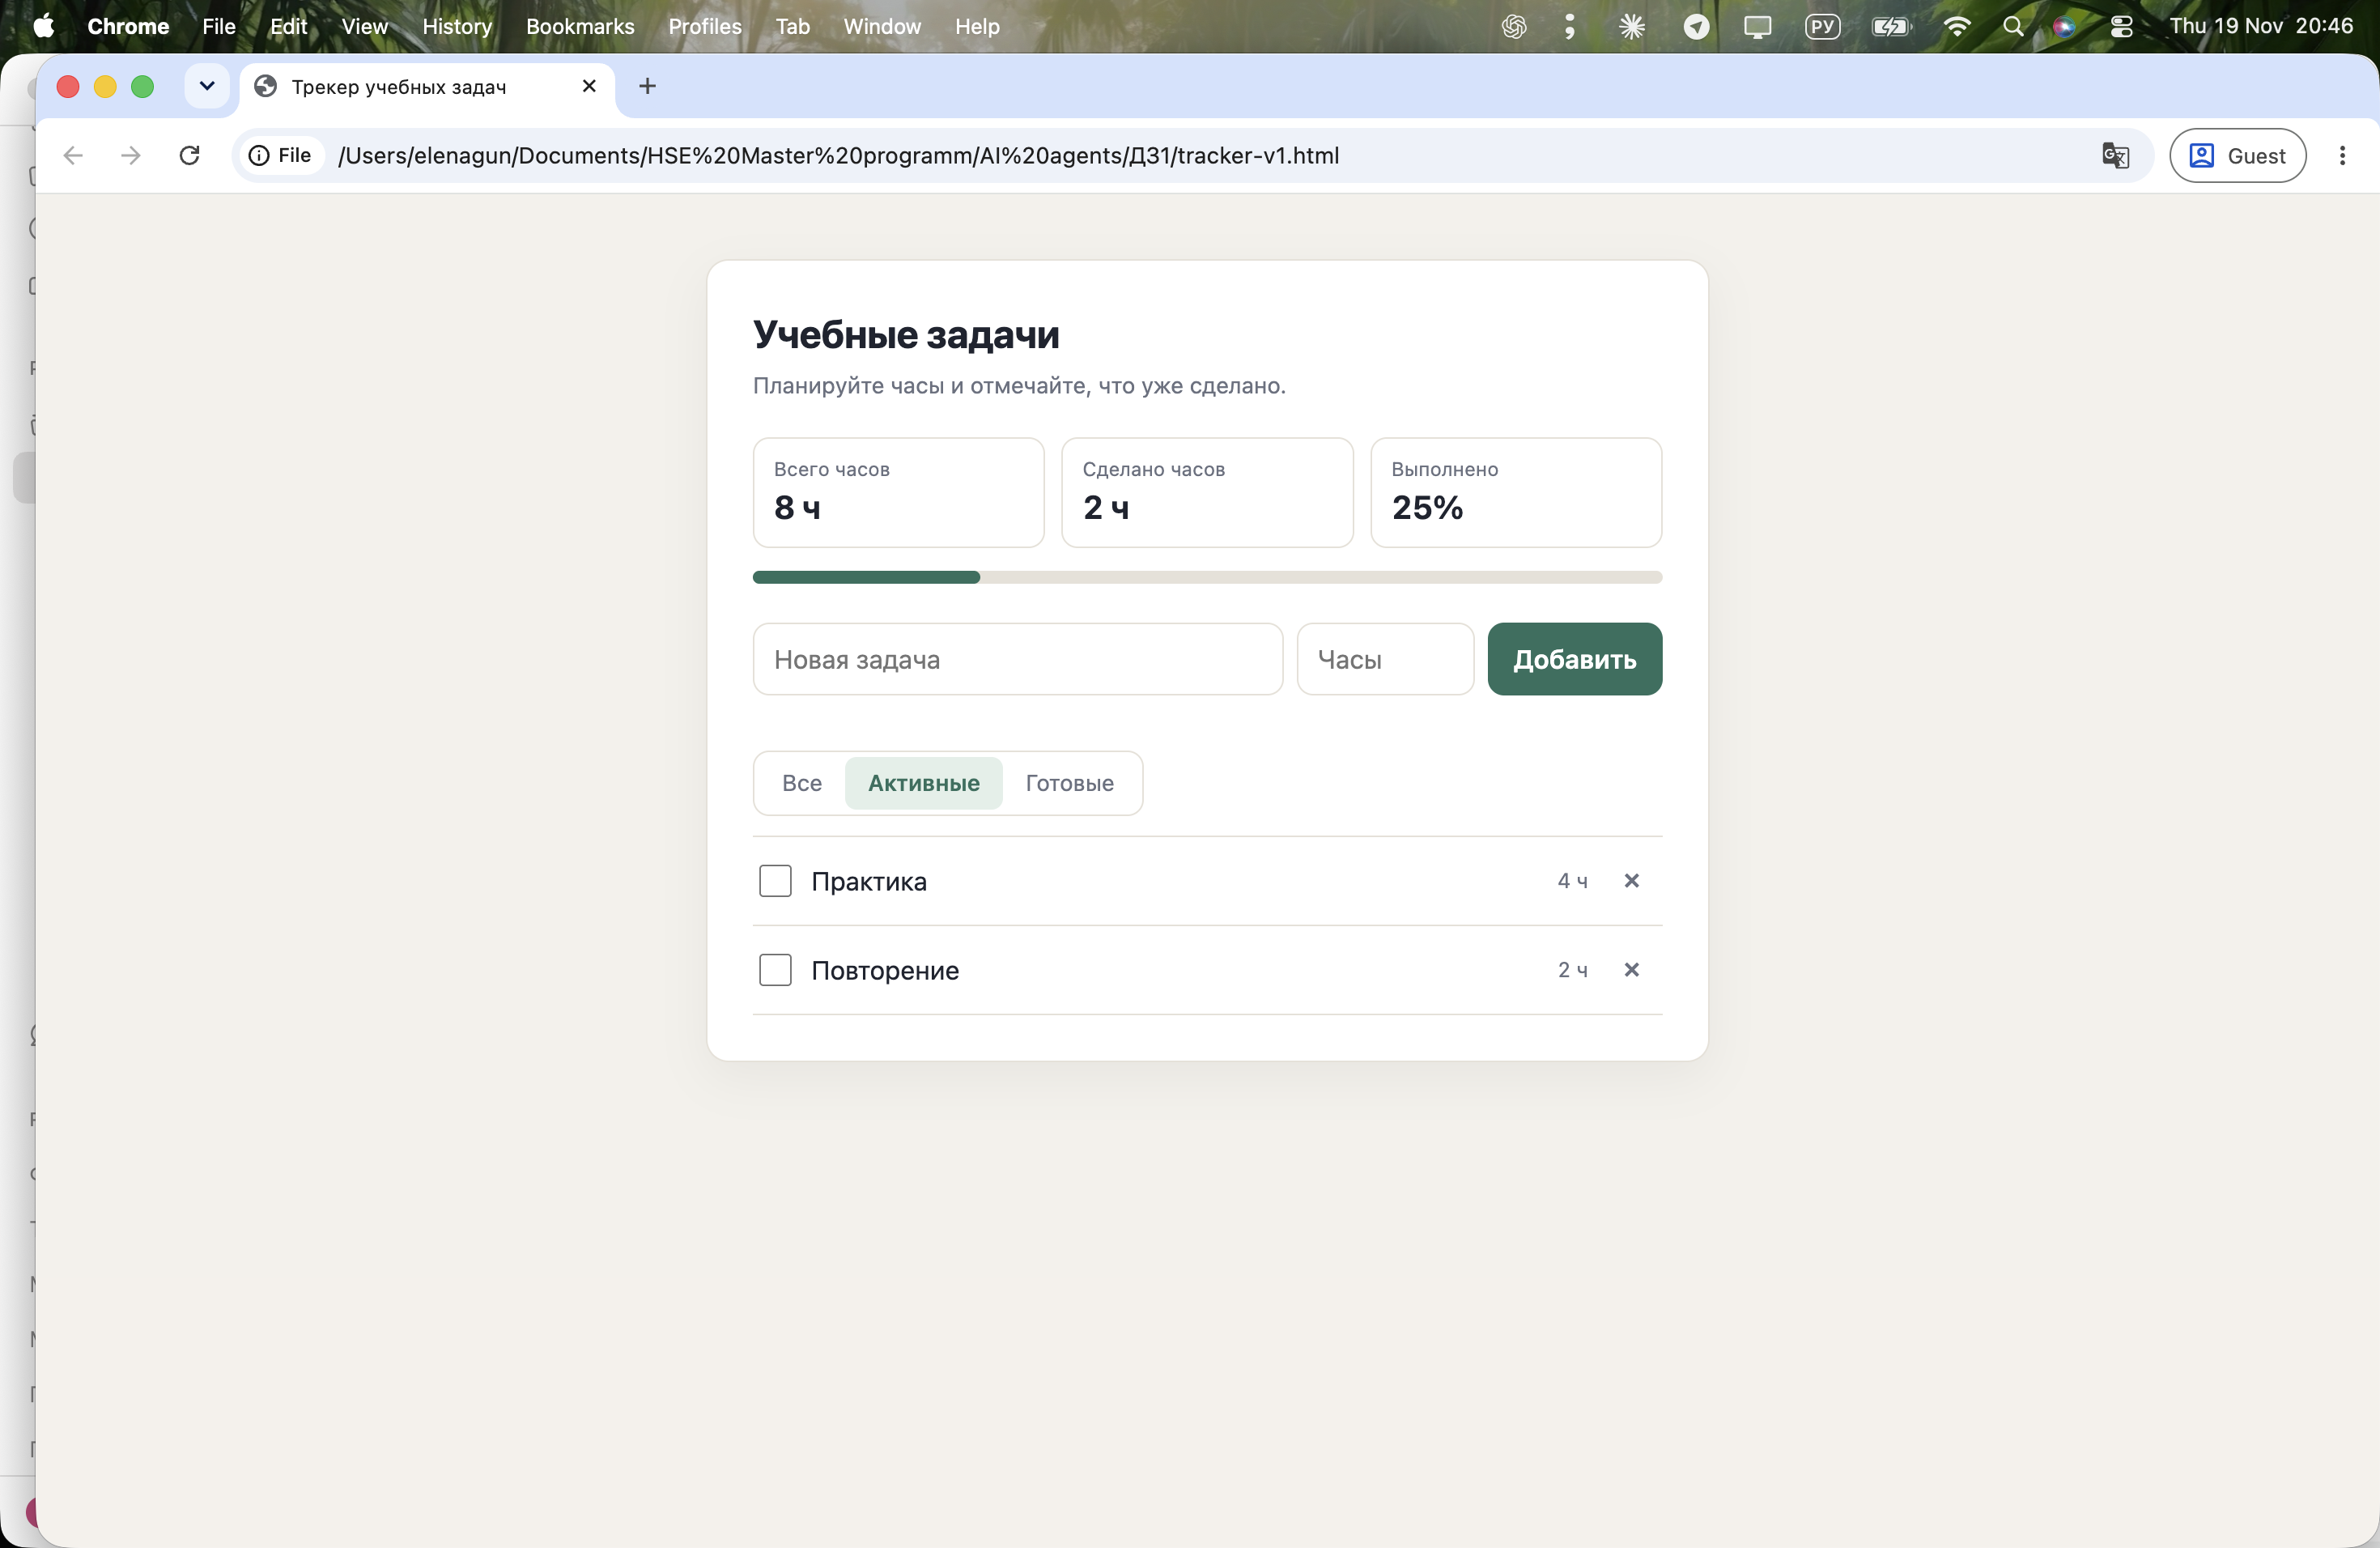 Chrome File Edit View History Bookmarks Profiles Tab Window Help РУ Thu 19 Nov 20:46
Трекер учебных задач
File /Users/elenagun/Documents/HSE%20Master%20programm/AI%20agents/ДЗ1/tracker-v1.html Guest
Учебные задачи
Планируйте часы и отмечайте, что уже сделано.
Всего часов Сделано часов Выполнено
8 ч 2 ч 25%
Новая задача Часы Добавить
Все Активные Готовые
Практика 4 ч
Повторение 2 ч